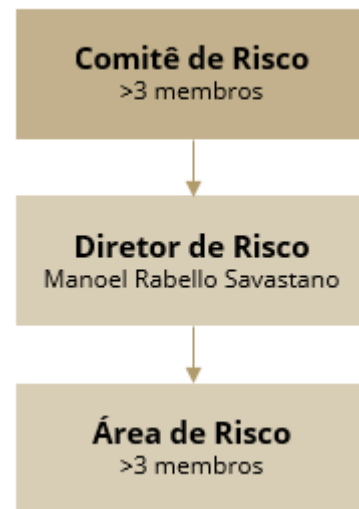 Comitê de Risco
>3 membros
Diretor de Risco
Manoel Rabello Savastano
Área de Risco
>3 membros